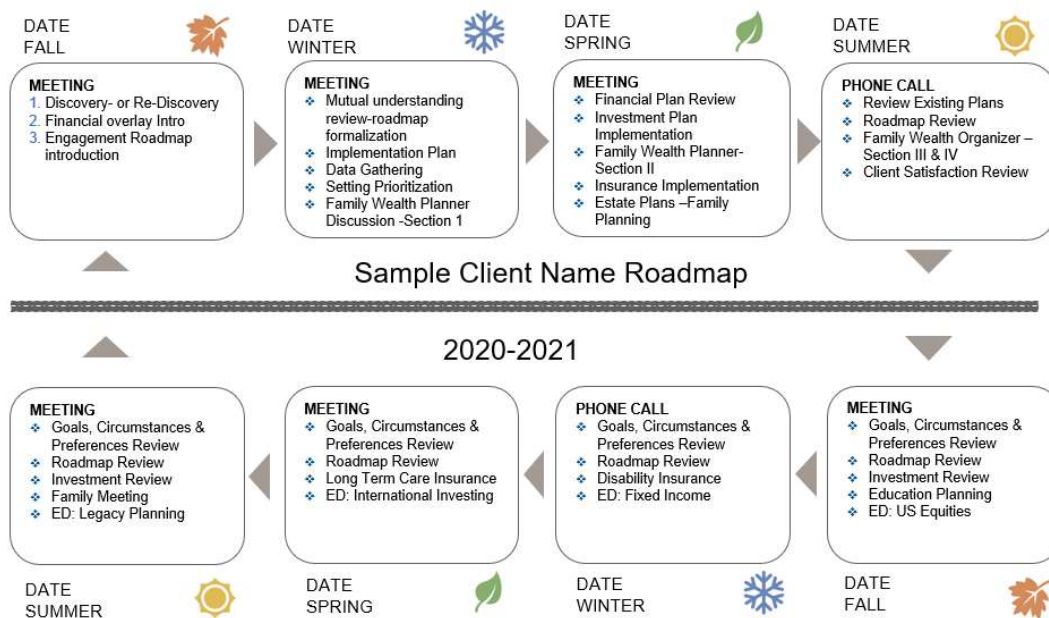 DATE
FALL
DATE
WINTER
DATE
SPRING
DATE
SUMMER
MEETING
1. Discovery- or Re-Discovery
2. Financial overlay Intro
3. Engagement Roadmap
introduction
MEETING
❖ Mutual understanding
review-roadmap
formalization
❖ Implementation Plan
❖ Data Gathering
❖ Setting Prioritization
❖ Family Wealth Planner
Discussion -Section 1
MEETING
❖ Financial Plan Review
❖ Investment Plan
Implementation
❖ Family Wealth Planner-
Section II
❖ Insurance Implementation
❖ Estate Plans –Family
Planning
PHONE CALL
❖ Review Existing Plans
❖ Roadmap Review
❖ Family Wealth Organizer –
Section III & IV
❖ Client Satisfaction Review
Sample Client Name Roadmap
2020-2021
MEETING
❖ Goals, Circumstances &
Preferences Review
❖ Roadmap Review
❖ Investment Review
❖ Family Meeting
❖ ED: Legacy Planning
MEETING
❖ Goals, Circumstances &
Preferences Review
❖ Roadmap Review
❖ Long Term Care Insurance
❖ ED: International Investing
PHONE CALL
❖ Goals, Circumstances &
Preferences Review
❖ Roadmap Review
❖ Disability Insurance
❖ ED: Fixed Income
MEETING
❖ Goals, Circumstances &
Preferences Review
❖ Roadmap Review
❖ Investment Review
❖ Education Planning
❖ ED: US Equities
DATE
SUMMER
DATE
SPRING
DATE
WINTER
DATE
FALL